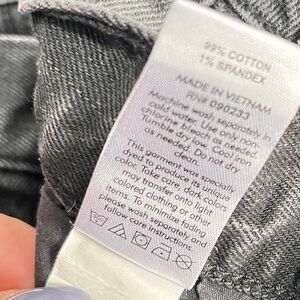 99% COTTON
1% SPANDEX
MADE IN VIETNAM
RN# 090233
Machine wash separately in
cold water. Use only non-
chlorine bleach as needed.
Tumble dry low. Cool iron
as needed. Do not dry
clean.
This garment was specially
dyed to produce its unique
color. Take care, dark colors
may transfer onto light
colored clothing or other
items. To minimize fading
please wash separately and
follow care instructions.